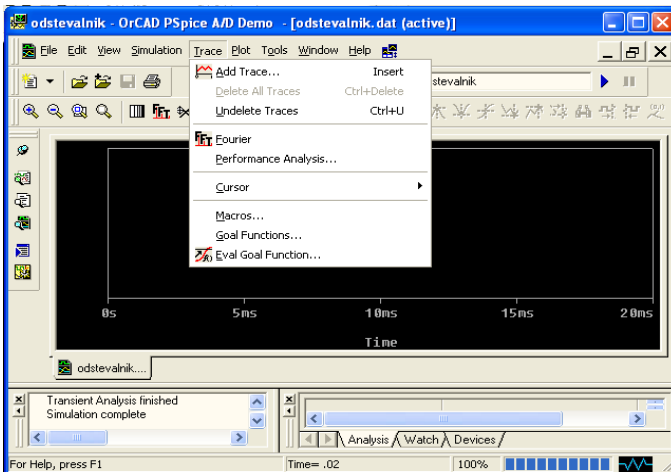 odstevalnik - OrCAD PSpice A/D Demo - [odstevalnik.dat (active)]
File Edit View Simulation Trace Plot Tools Window Help
stevalnik
Add Trace... Insert
Delete All Traces Ctrl+Delete
Undelete Traces Ctrl+U
Fourier
Performance Analysis...
Cursor
Macros...
Goal Functions...
Eval Goal Function...
0s 5ms 10ms 15ms 20ms
Time
odstevalnik....
Transient Analysis finished
Simulation complete
Analysis Watch Devices
For Help, press F1 Time= .02 100%